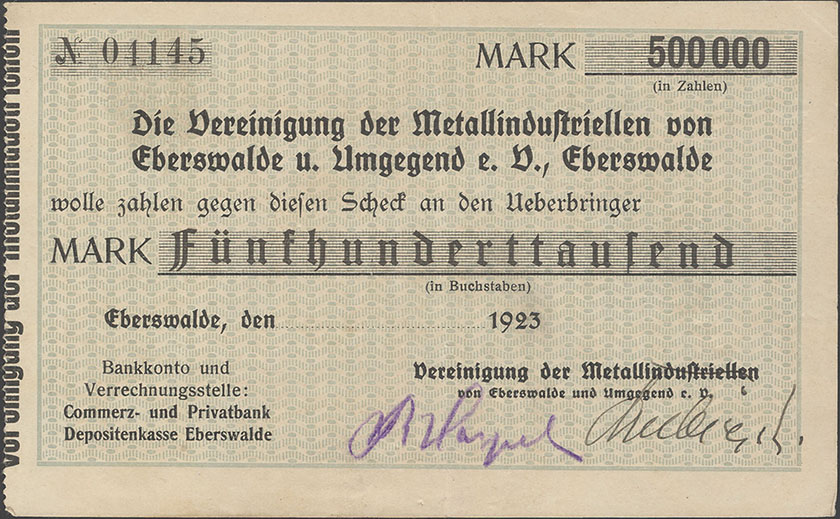 № 01145
MARK 500 000
(in Zahlen)
Die Vereinigung der Metallindustriellen von
Eberswalde u. Umgegend e. V., Eberswalde
wolle zahlen gegen diesen Scheck an den Ueberbringer
MARK Fünfhunderttausend
(in Buchstaben)
Eberswalde, den 1923
Bankkonto und
Verrechnungsstelle:
Commerz- und Privatbank
Depositenkasse Eberswalde
Vereinigung der Metallindustriellen
von Eberswalde und Umgegend e. V.